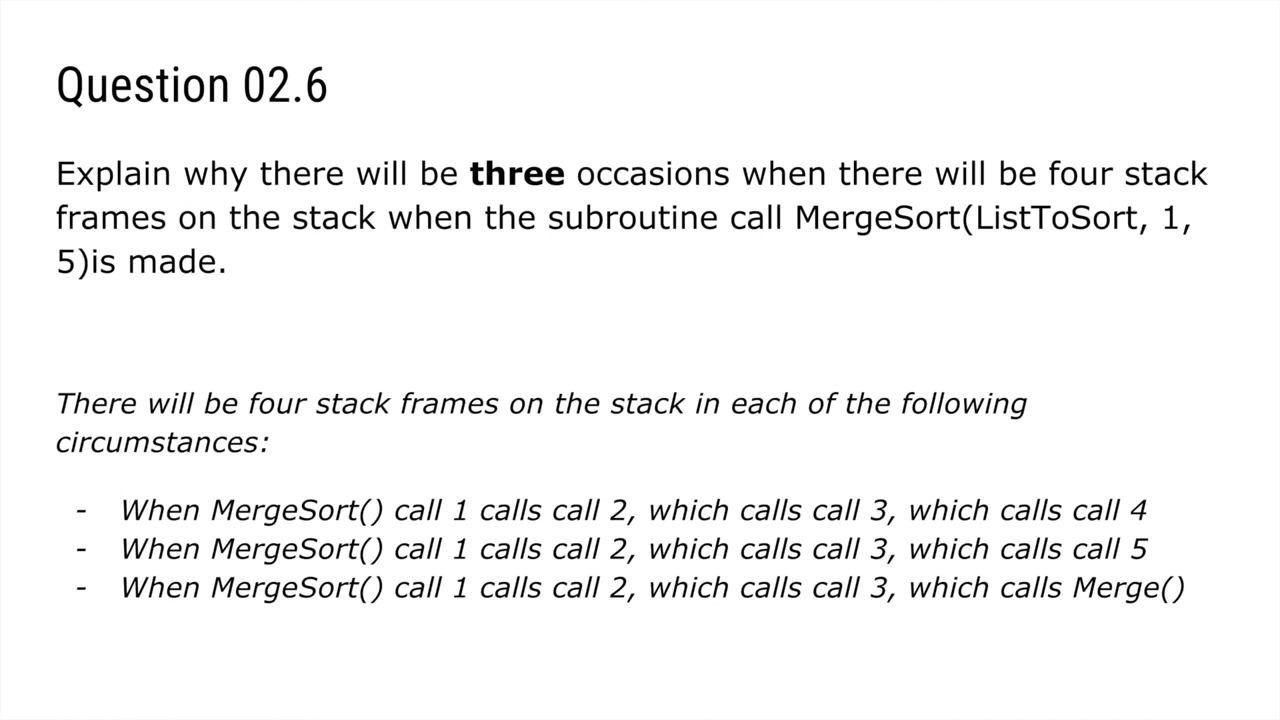 Question 02.6
Explain why there will be three occasions when there will be four stack
frames on the stack when the subroutine call MergeSort(ListToSort, 1,
5)is made.
There will be four stack frames on the stack in each of the following
circumstances:
- When MergeSort() call 1 calls call 2, which calls call 3, which calls call 4
- When MergeSort() call 1 calls call 2, which calls call 3, which calls call 5
- When MergeSort() call 1 calls call 2, which calls call 3, which calls Merge()